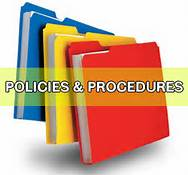 POLICIES & PROCEDURES